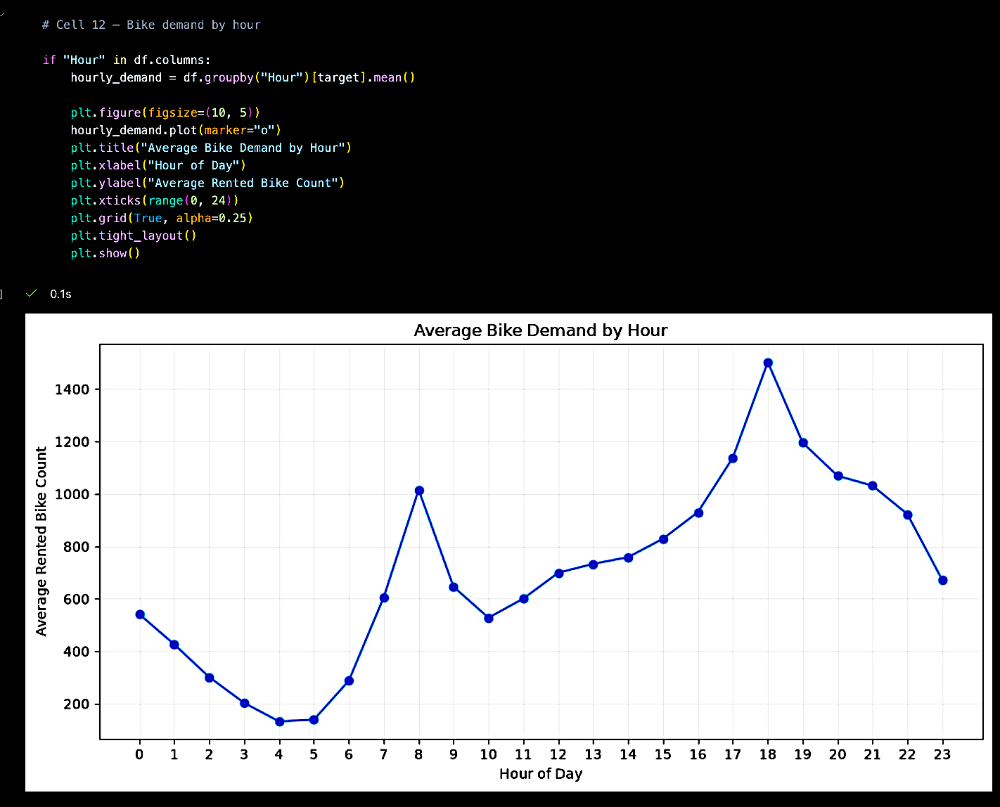 # Cell 12 — Bike demand by hour
if "Hour" in df.columns:
    hourly_demand = df.groupby("Hour")[target].mean()
    plt.figure(figsize=(10, 5))
    hourly_demand.plot(marker="o")
    plt.title("Average Bike Demand by Hour")
    plt.xlabel("Hour of Day")
    plt.ylabel("Average Rented Bike Count")
    plt.xticks(range(0, 24))
    plt.grid(True, alpha=0.25)
    plt.tight_layout()
    plt.show()
] ✓ 0.1s
Average Bike Demand by Hour
Average Rented Bike Count
1400
1200
1000
800
600
400
200
0 1 2 3 4 5 6 7 8 9 10 11 12 13 14 15 16 17 18 19 20 21 22 23
Hour of Day